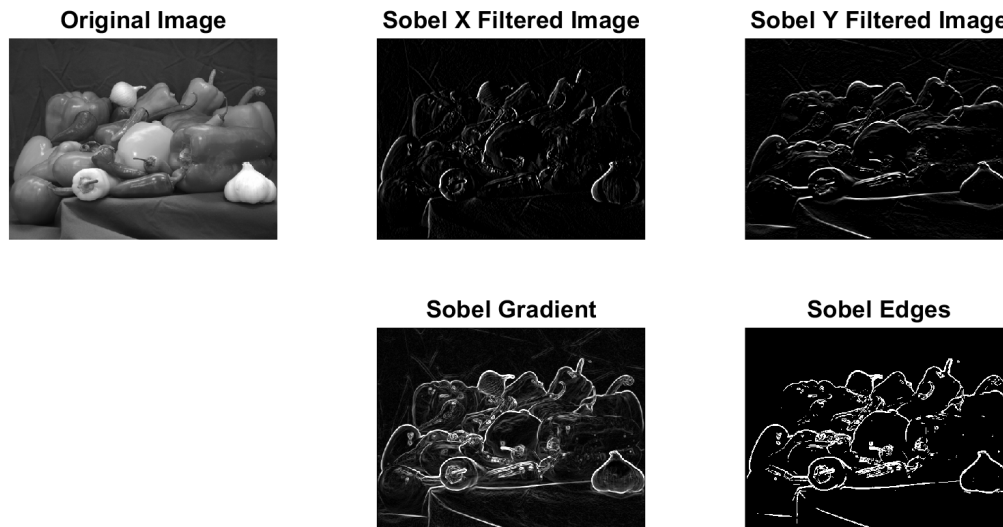 Original Image
Sobel X Filtered Image
Sobel Y Filtered Image
Sobel Gradient
Sobel Edges